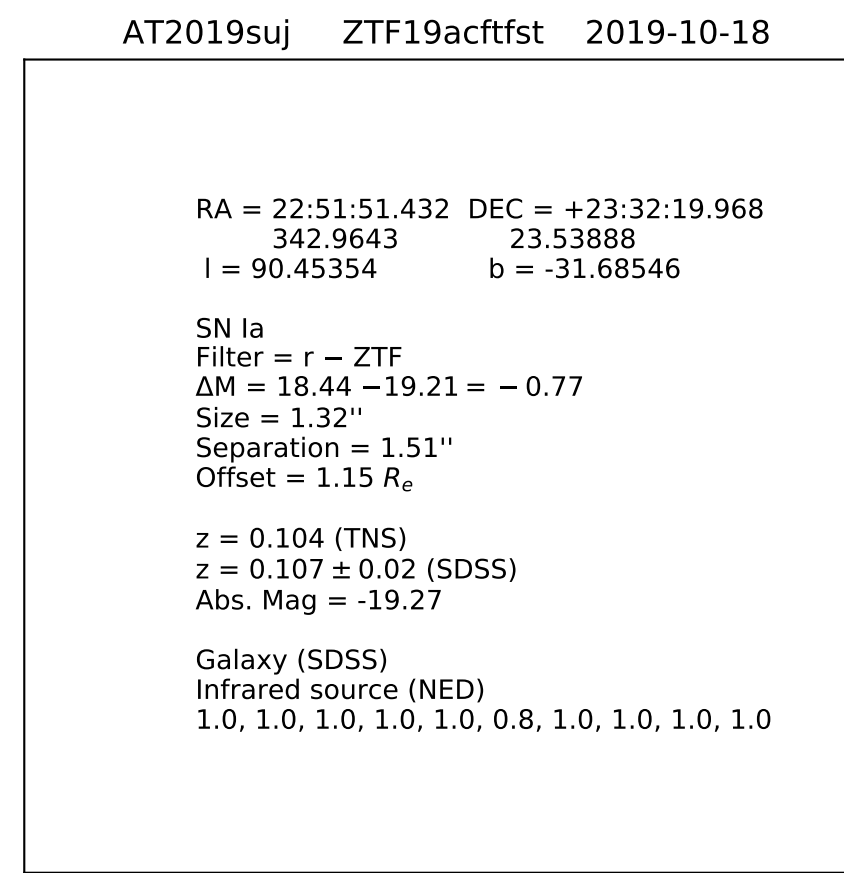 AT2019suj ZTF19acftfst 2019-10-18
RA = 22:51:51.432 DEC = +23:32:19.968
342.9643 23.53888
l = 90.45354 b = -31.68546
SN Ia
Filter = r − ZTF
ΔM = 18.44 −19.21 = − 0.77
Size = 1.32''
Separation = 1.51''
Offset = 1.15 Rₑ
z = 0.104 (TNS)
z = 0.107 ± 0.02 (SDSS)
Abs. Mag = -19.27
Galaxy (SDSS)
Infrared source (NED)
1.0, 1.0, 1.0, 1.0, 1.0, 0.8, 1.0, 1.0, 1.0, 1.0